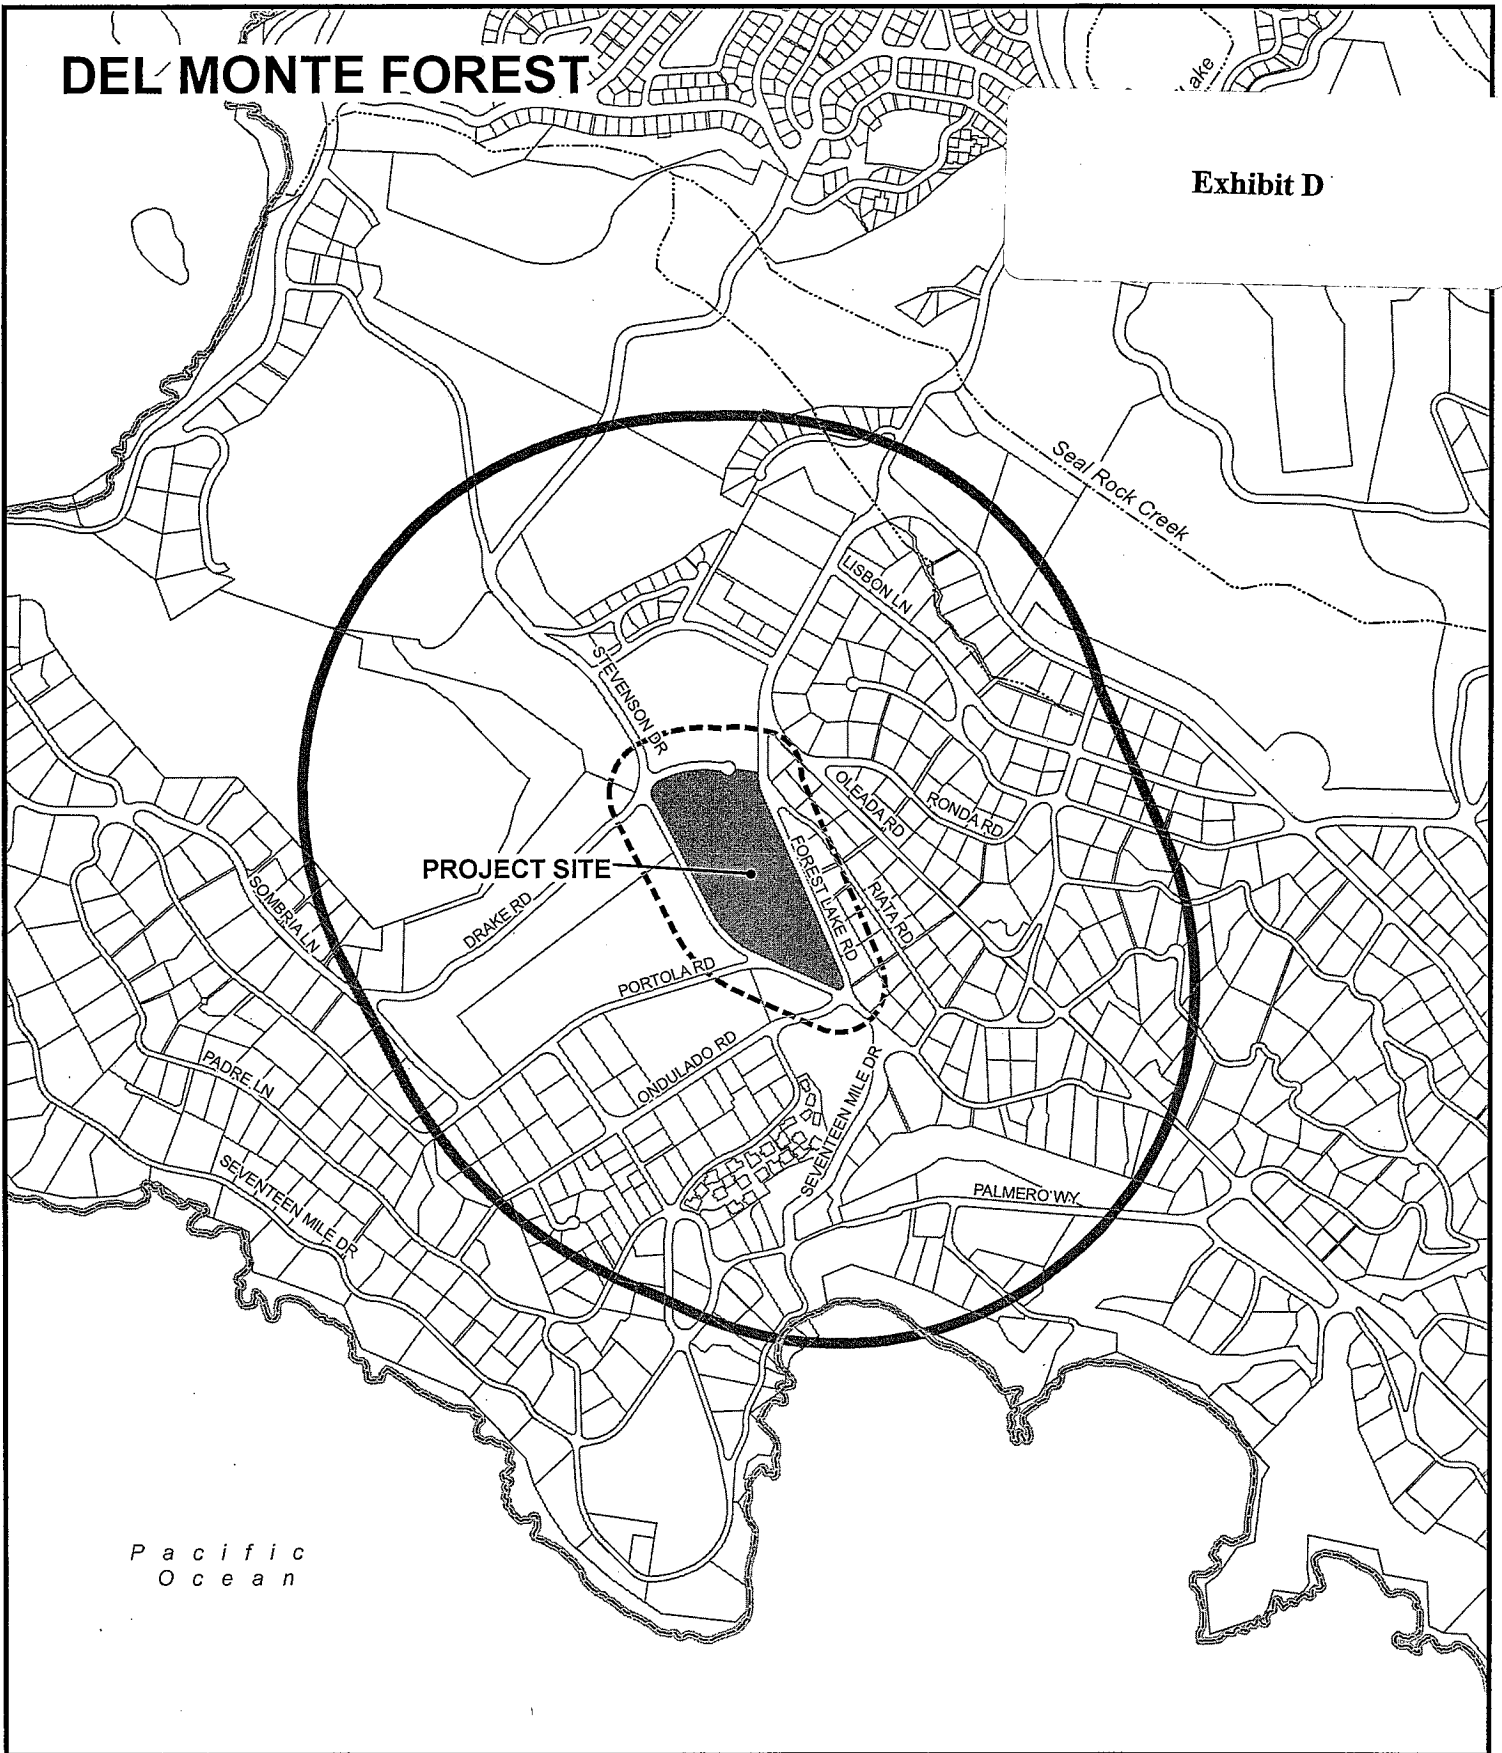 DEL MONTE FOREST
Exhibit D
Seal Rock Creek
LISBON LN
STEVENSON DR
OLEADA RD
RONDA RD
PROJECT SITE
FOREST LAKE RD
RIATA RD
SOMBRIA LN
DRAKE RD
PORTOLA RD
ONDULADO RD
PADRE LN
SEVENTEEN MILE DR
PALMERO WY
SEVENTEEN MILE DR
Pacific
Ocean